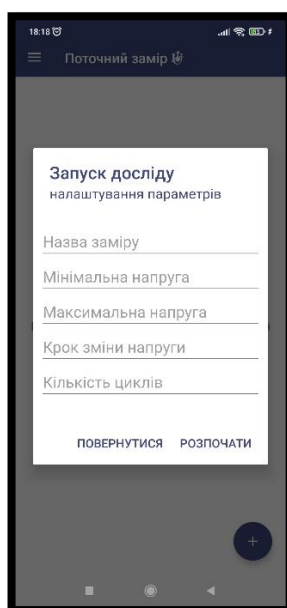 18:18
Поточний замір
Запуск досліду
налаштування параметрів
Назва заміру
Мінімальна напруга
Максимальна напруга
Крок зміни напруги
Кількість циклів
ПОВЕРНУТИСЯ РОЗПОЧАТИ
+